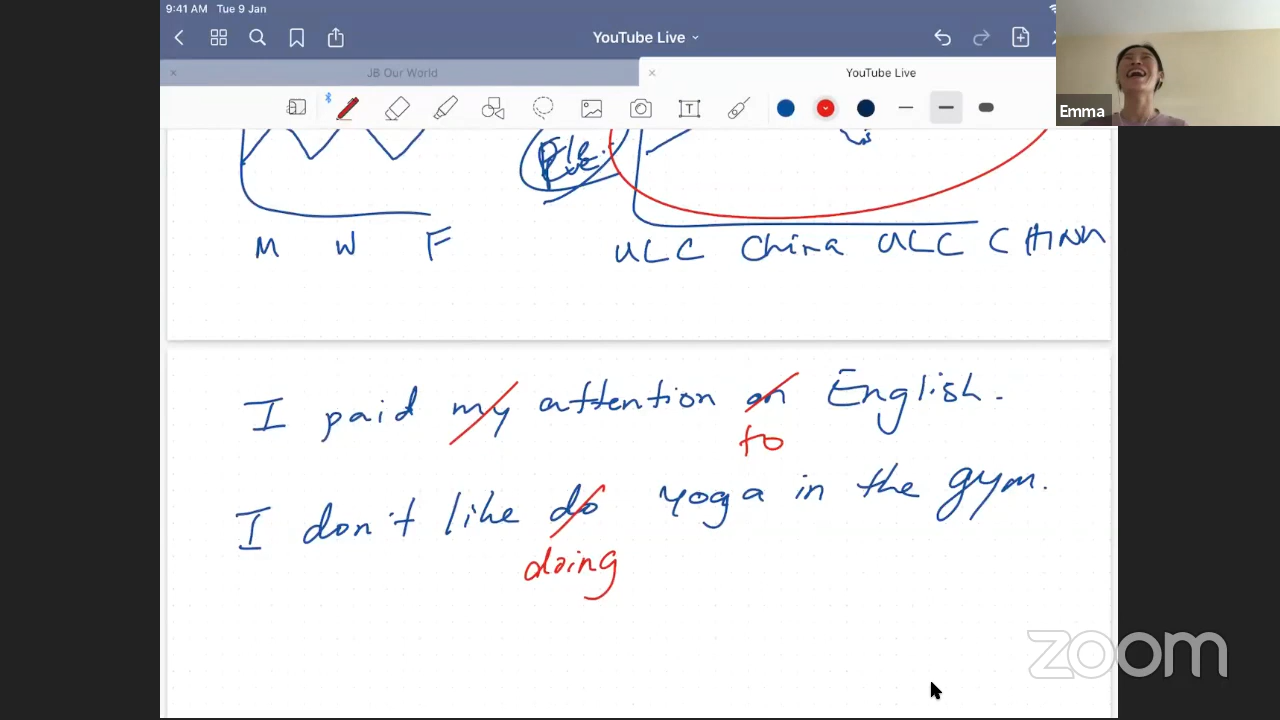 9:41 AM Tue 9 Jan
YouTube Live
JB Our World
YouTube Live
Emma
M W F
ULC China ULC CHINA
I paid my attention on English.
to
I don't like do yoga in the gym.
doing
zoom